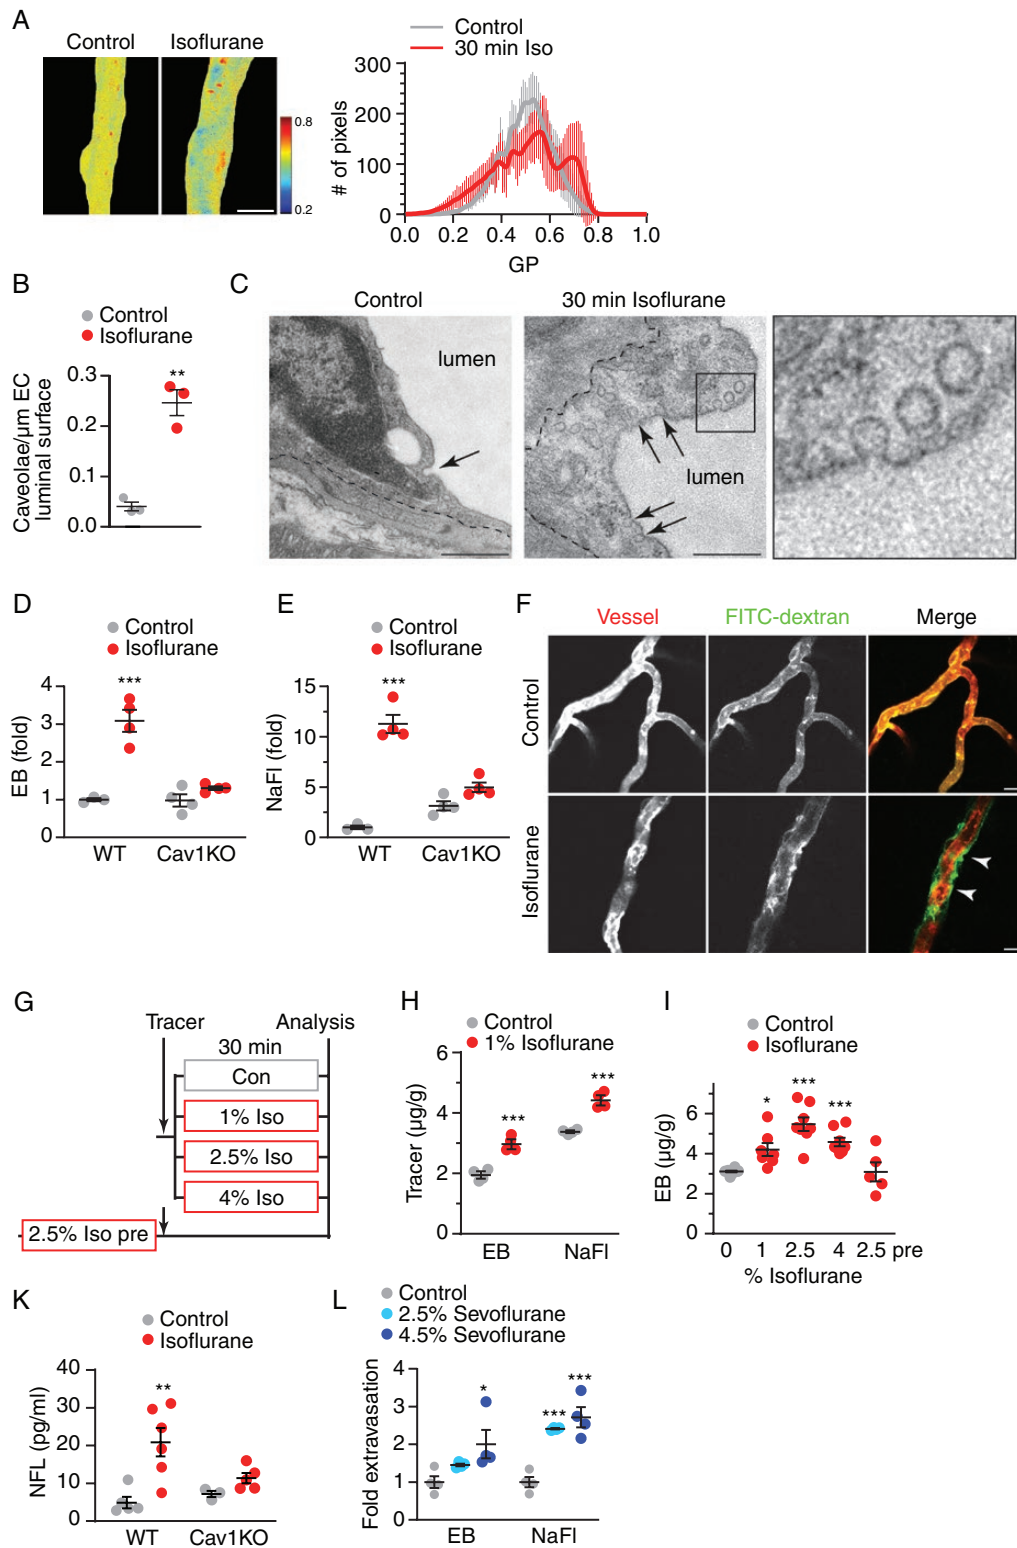 A
Control
Isoflurane
0.8
0.2
Control
30 min Iso
# of pixels
300
200
100
0
0.0 0.2 0.4 0.6 0.8 1.0
GP
B
Control
Isoflurane
Caveolae/µm EC
luminal surface
0.3
0.2
0.1
0.0
**
C
Control
30 min Isoflurane
lumen
lumen
D
Control
Isoflurane
EB (fold)
4
3
2
1
0
***
WT Cav1KO
E
Control
Isoflurane
NaFl (fold)
15
10
5
0
***
WT Cav1KO
F
Vessel FITC-dextran Merge
Control
Isoflurane
G
Tracer Analysis
30 min
Con
1% Iso
2.5% Iso
4% Iso
2.5% Iso pre
H
Control
1% Isoflurane
Tracer (µg/g)
6
4
2
0
***
***
EB NaFl
I
Control
Isoflurane
EB (µg/g)
6
4
2
0
*
***
***
0 1 2.5 4 2.5 pre
% Isoflurane
K
Control
Isoflurane
NFL (pg/ml)
40
30
20
10
0
**
WT Cav1KO
L
Control
2.5% Sevoflurane
4.5% Sevoflurane
Fold extravasation
4
3
2
1
0
*
***
***
EB NaFl